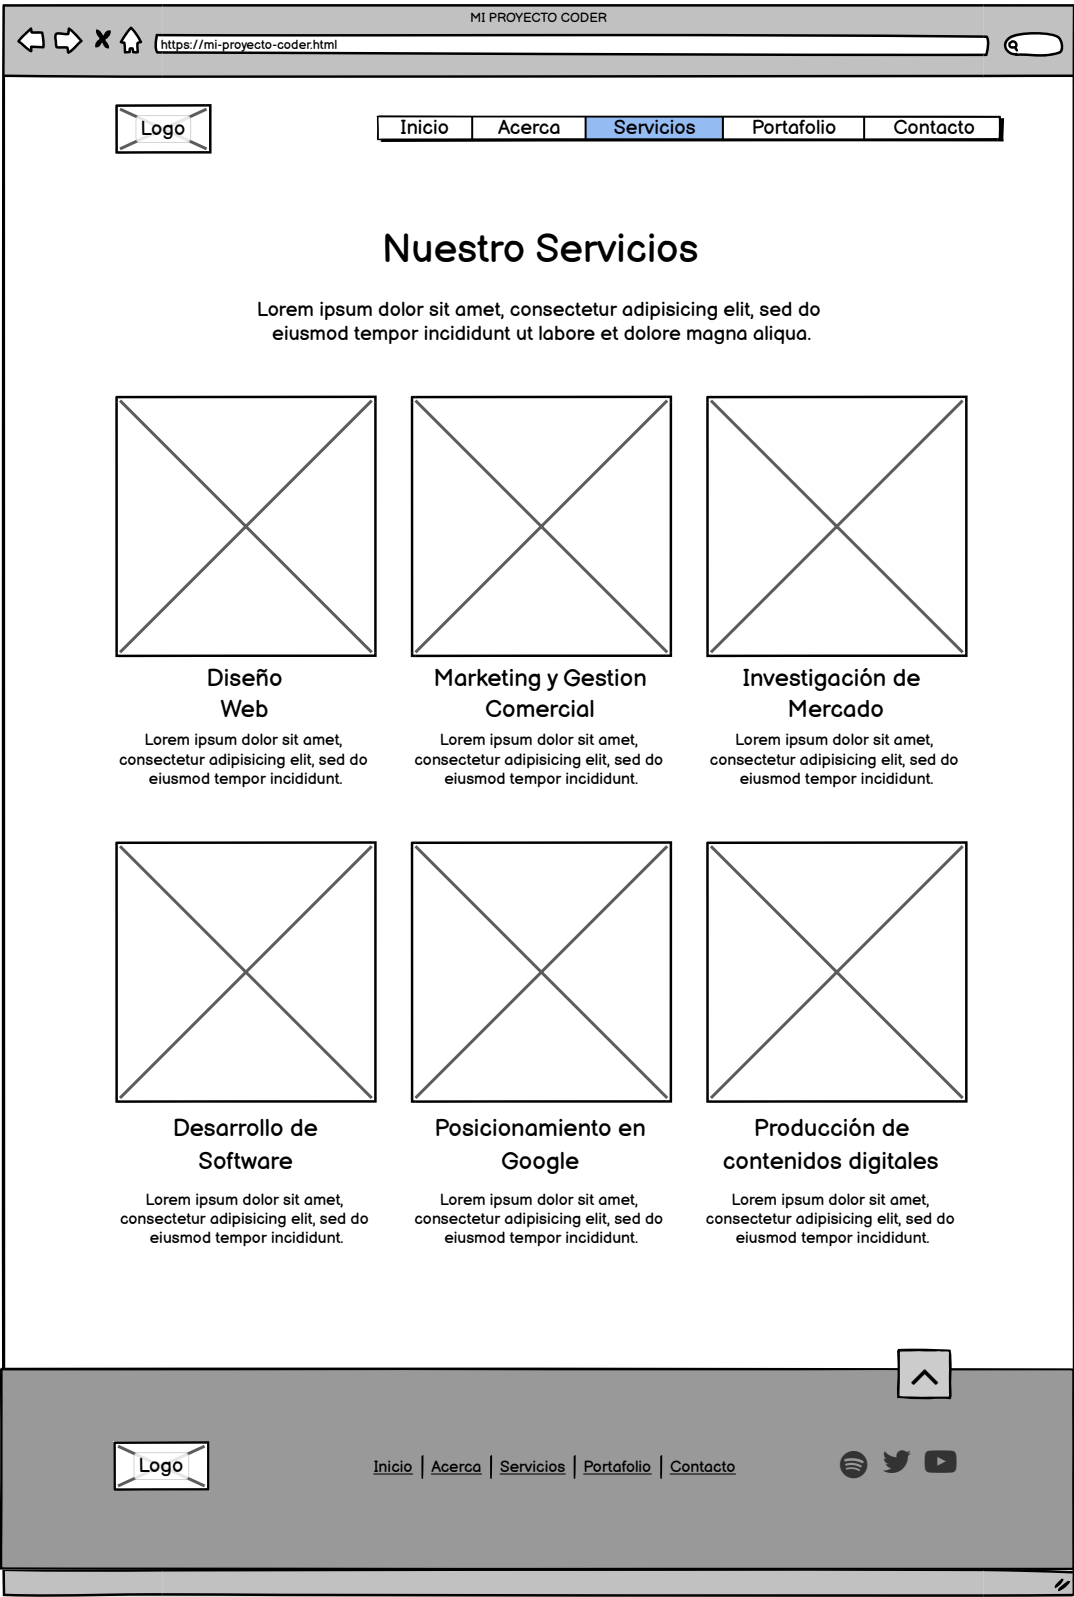 MI PROYECTO CODER
https://mi-proyecto-coder.html
Logo
Inicio Acerca Servicios Portafolio Contacto
Nuestro Servicios
Lorem ipsum dolor sit amet, consectetur adipisicing elit, sed do
eiusmod tempor incididunt ut labore et dolore magna aliqua.
Diseño
Web
Lorem ipsum dolor sit amet,
consectetur adipisicing elit, sed do
eiusmod tempor incididunt.
Marketing y Gestion
Comercial
Lorem ipsum dolor sit amet,
consectetur adipisicing elit, sed do
eiusmod tempor incididunt.
Investigación de
Mercado
Lorem ipsum dolor sit amet,
consectetur adipisicing elit, sed do
eiusmod tempor incididunt.
Desarrollo de
Software
Lorem ipsum dolor sit amet,
consectetur adipisicing elit, sed do
eiusmod tempor incididunt.
Posicionamiento en
Google
Lorem ipsum dolor sit amet,
consectetur adipisicing elit, sed do
eiusmod tempor incididunt.
Producción de
contenidos digitales
Lorem ipsum dolor sit amet,
consectetur adipisicing elit, sed do
eiusmod tempor incididunt.
Logo
Inicio | Acerca | Servicios | Portafolio | Contacto